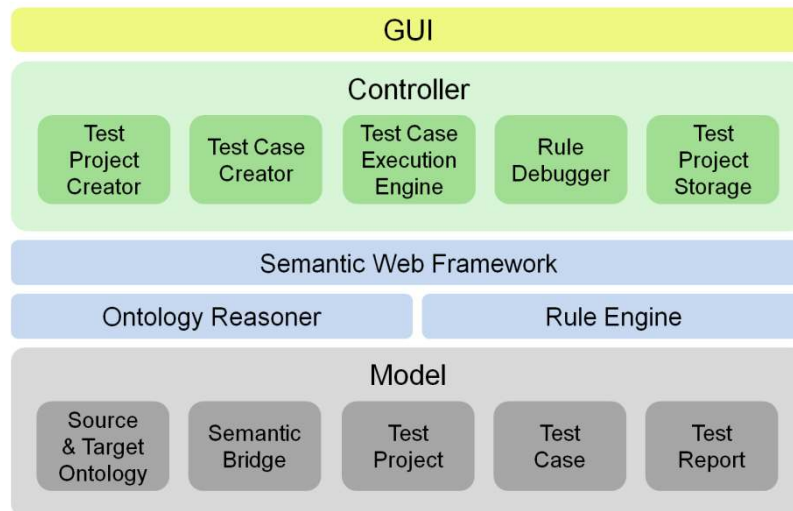 GUI
Controller
Test
Project
Creator
Test Case
Creator
Test Case
Execution
Engine
Rule
Debugger
Test
Project
Storage
Semantic Web Framework
Ontology Reasoner
Rule Engine
Model
Source
& Target
Ontology
Semantic
Bridge
Test
Project
Test
Case
Test
Report